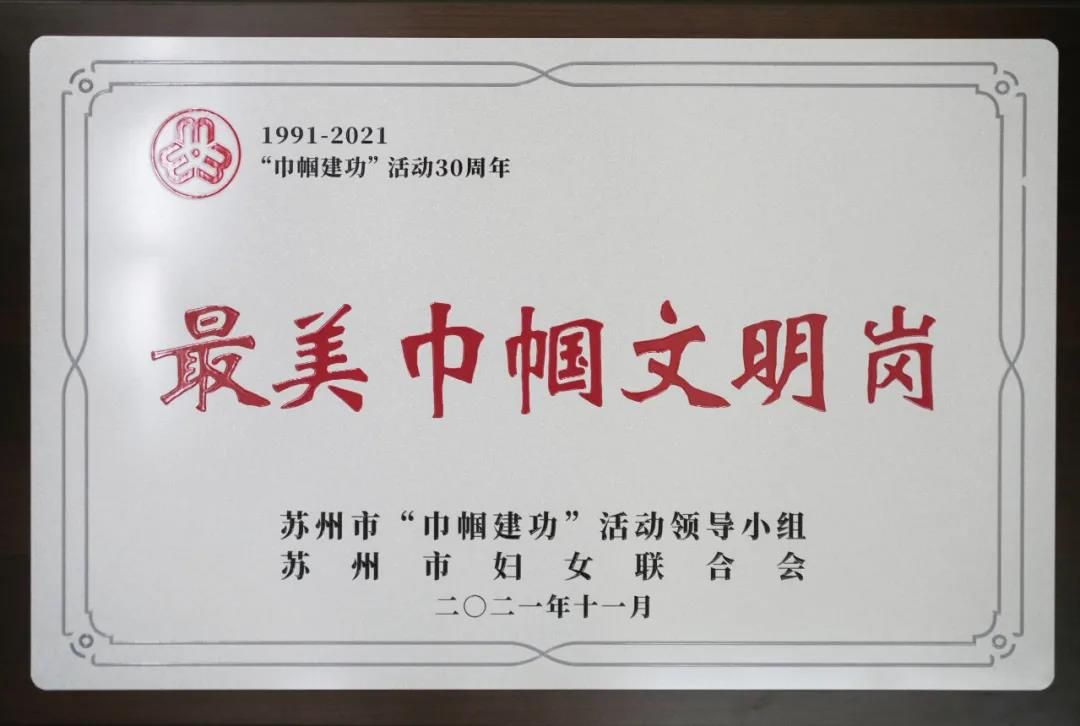 1991-2021
“巾帼建功”活动30周年
最美巾帼文明岗
苏州市“巾帼建功”活动领导小组
苏州市妇女联合会
二〇二一年十一月